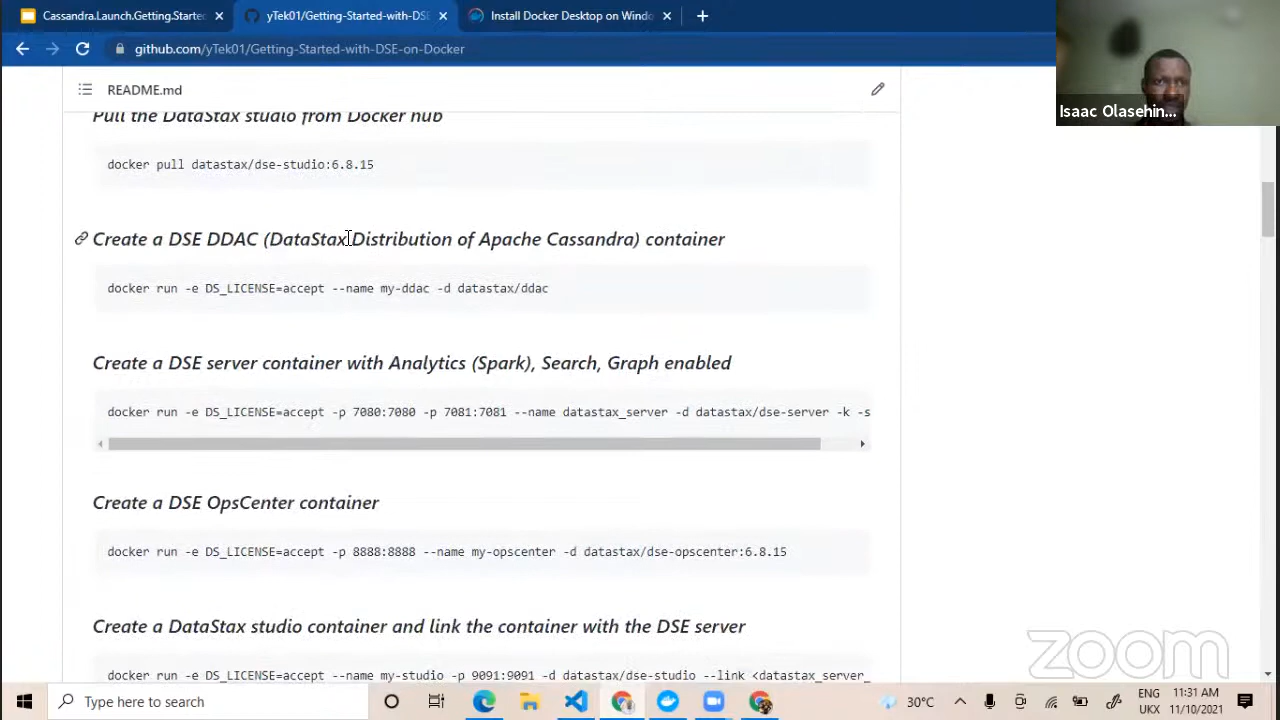 Cassandra.Launch.Getting.Started
yTek01/Getting-Started-with-DSE
Install Docker Desktop on Windo
github.com/yTek01/Getting-Started-with-DSE-on-Docker
Isaac Olasehin...
README.md
Pull the DataStax studio from Docker hub
docker pull datastax/dse-studio:6.8.15
Create a DSE DDAC (DataStax Distribution of Apache Cassandra) container
docker run -e DS_LICENSE=accept --name my-ddac -d datastax/ddac
Create a DSE server container with Analytics (Spark), Search, Graph enabled
docker run -e DS_LICENSE=accept -p 7080:7080 -p 7081:7081 --name datastax_server -d datastax/dse-server -k -s
Create a DSE OpsCenter container
docker run -e DS_LICENSE=accept -p 8888:8888 --name my-opscenter -d datastax/dse-opscenter:6.8.15
Create a DataStax studio container and link the container with the DSE server
docker run -e DS_LICENSE=accept --name my-studio -p 9091:9091 -d datastax/dse-studio --link <datastax_server_
zoom
Type here to search
30°C
ENG
UKX
11:31 AM
11/10/2021